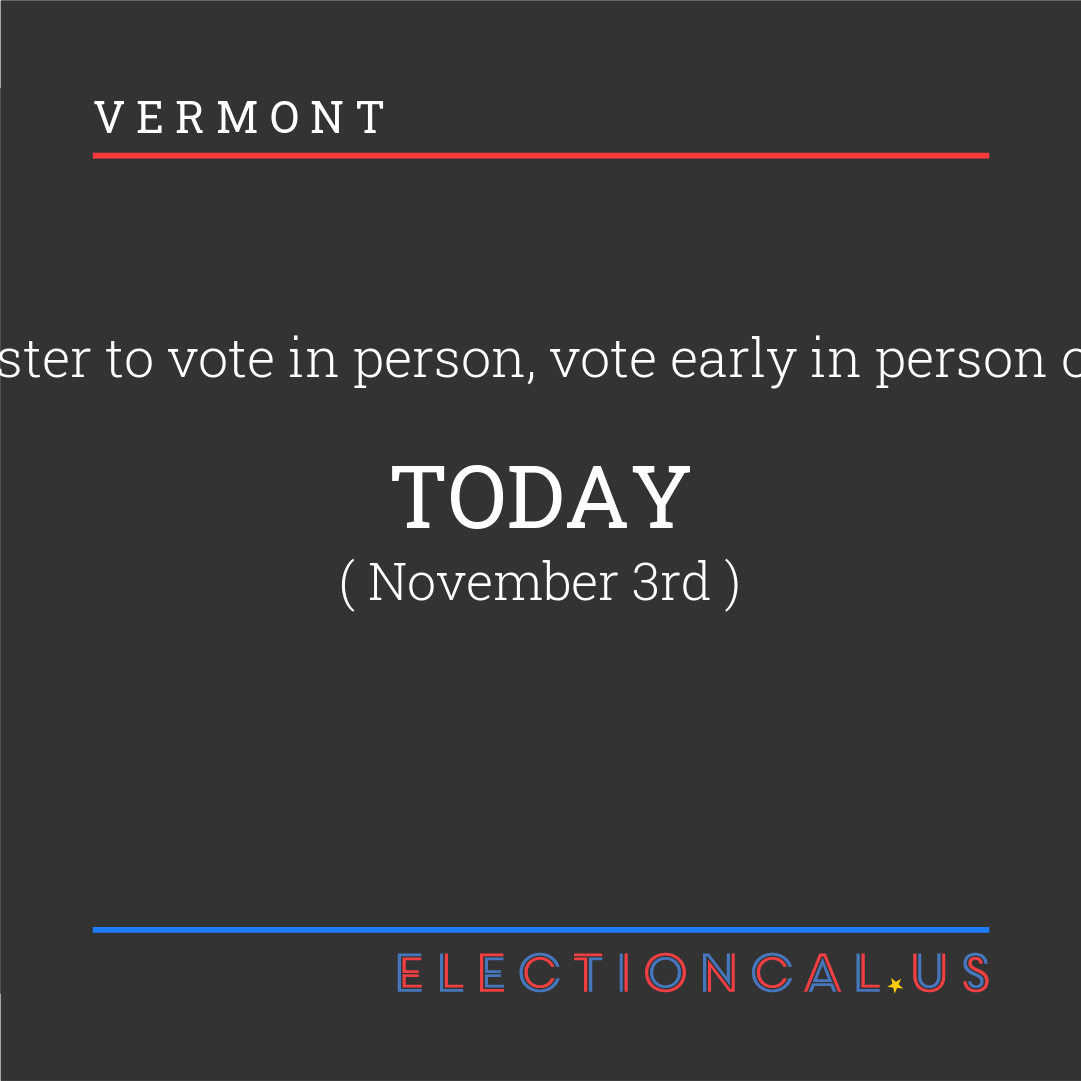 VERMONT
ster to vote in person, vote early in person
TODAY
( November 3rd )
ELECTIONCAL.US